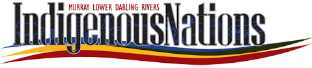 MURRAY LOWER DARLING RIVERS
IndigenousNations